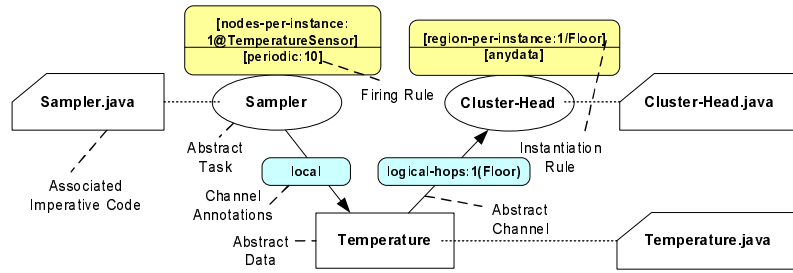 [nodes-per-instance:
1@TemperatureSensor]
[periodic:10]
[region-per-instance:1/Floor]
[anydata]
Sampler.java
Sampler
Firing Rule
Cluster-Head
Cluster-Head.java
Abstract
Task
Instantiation
Rule
local
logical-hops:1(Floor)
Associated
Imperative Code
Channel
Annotations
Abstract
Channel
Abstract
Data
Temperature
Temperature.java